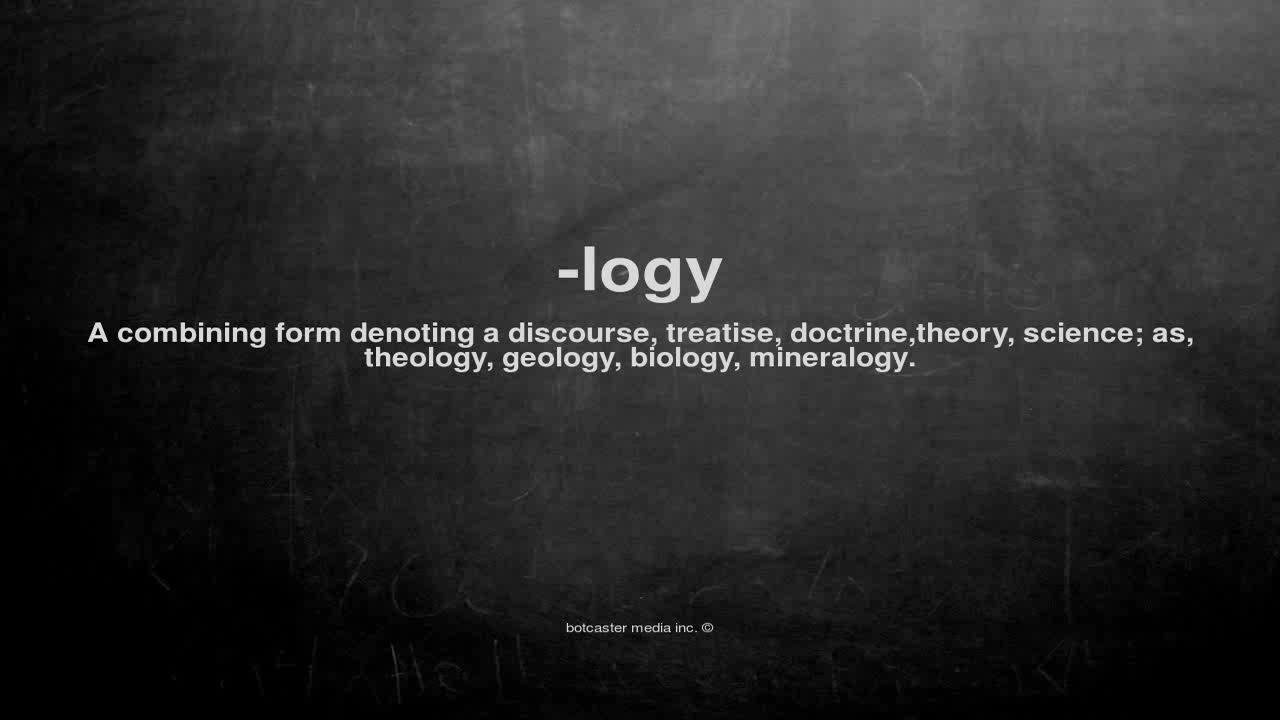 -logy
A combining form denoting a discourse, treatise, doctrine,theory, science; as,
theology, geology, biology, mineralogy.
botcaster media inc. ©